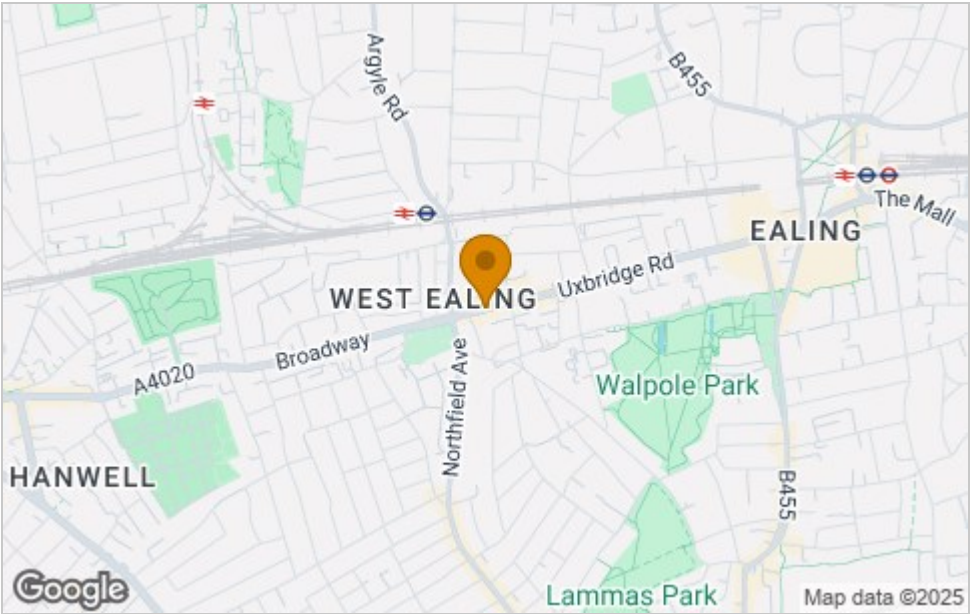 Argyle Rd
B455
The Mall
EALING
Uxbridge Rd
WEST EALING
Broadway
A4020
Walpole Park
Northfield Ave
HANWELL
B455
Lammas Park
Google
Map data ©2025